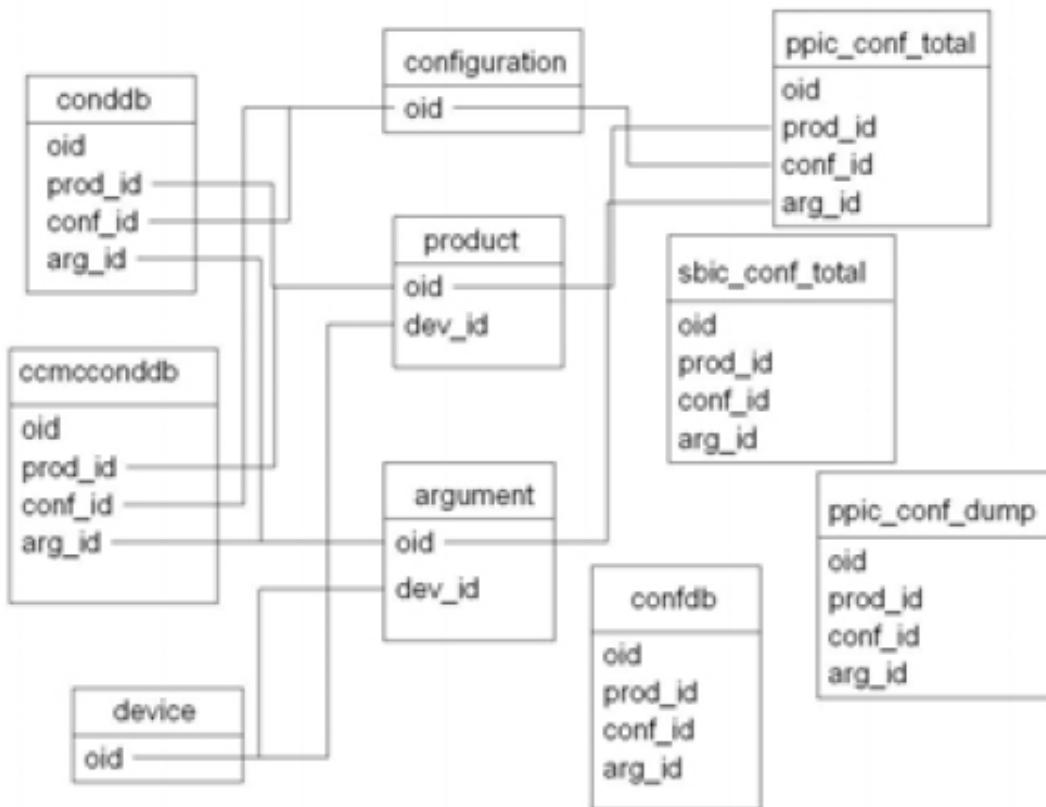 conddb
oid
prod_id
conf_id
arg_id
configuration
oid
ppic_conf_total
oid
prod_id
conf_id
arg_id
product
oid
dev_id
sbic_conf_total
oid
prod_id
conf_id
arg_id
ccmcconddb
oid
prod_id
conf_id
arg_id
argument
oid
dev_id
ppic_conf_dump
oid
prod_id
conf_id
arg_id
confdb
oid
prod_id
conf_id
arg_id
device
oid